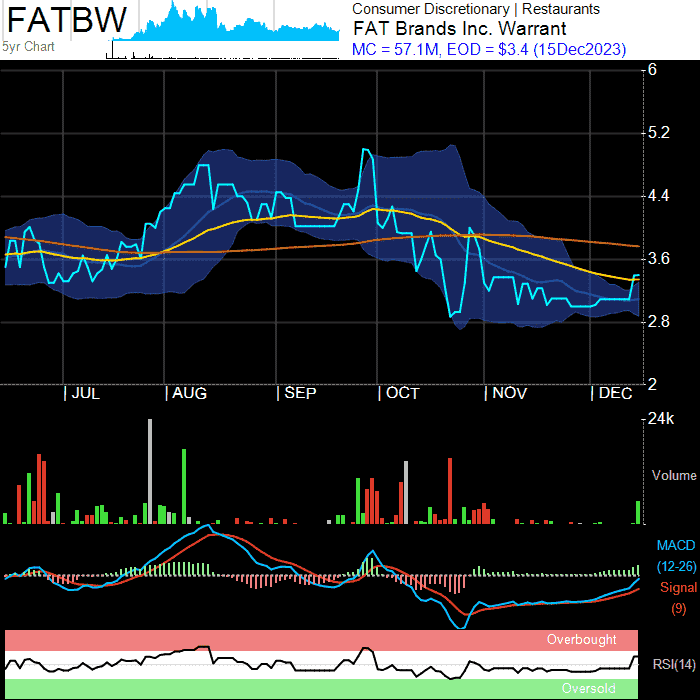 FATBW
5yr Chart
Consumer Discretionary | Restaurants
FAT Brands Inc. Warrant
MC = 57.1M, EOD = $3.4 (15Dec2023)
6
5.2
4.4
3.6
2.8
2
| JUL | AUG | SEP | OCT | NOV | DEC
24k
Volume
MACD
(12-26)
Signal
(9)
Overbought
RSI(14)
Oversold